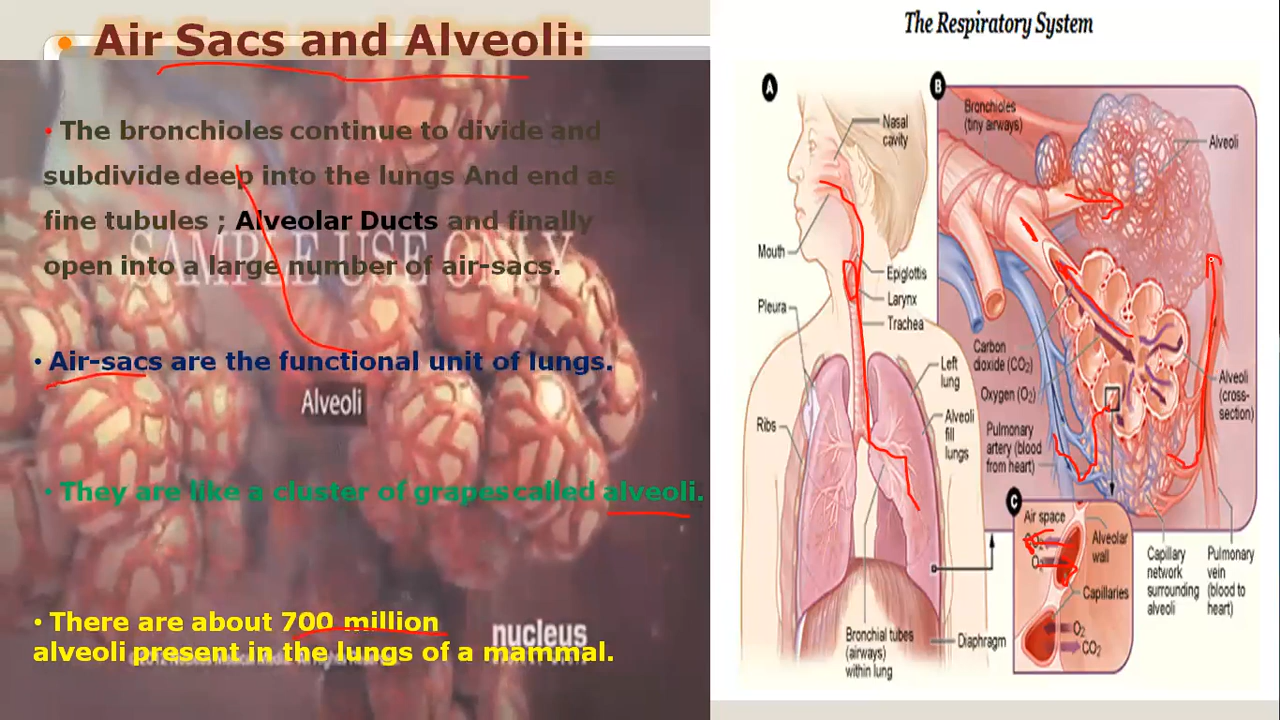 • Air Sacs and Alveoli:
• The bronchioles continue to divide and
subdivide deep into the lungs And end as
fine tubules ; Alveolar Ducts and finally
open into a large number of air-sacs.
SAMPLE USE ONLY
• Air-sacs are the functional unit of lungs.
Alveoli
• They are like a cluster of grapes called alveoli.
• There are about 700 million
alveoli present in the lungs of a mammal.
nucleus
The Respiratory System
A
Nasal
cavity
Mouth
Epiglottis
Larynx
Trachea
Pleura
Left
lung
Ribs
Alveoli
fill
lungs
Bronchial tubes
(airways)
within lung
Diaphragm
B
Bronchioles
(tiny airways)
Alveoli
Carbon
dioxide (CO2)
Oxygen (O2)
Pulmonary
artery (blood
from heart)
Alveoli
(cross-
section)
Capillary
network
surrounding
alveoli
Pulmonary
vein
(blood to
heart)
C
Air space
CO2
O2
Alveolar
wall
Capillaries
O2
CO2